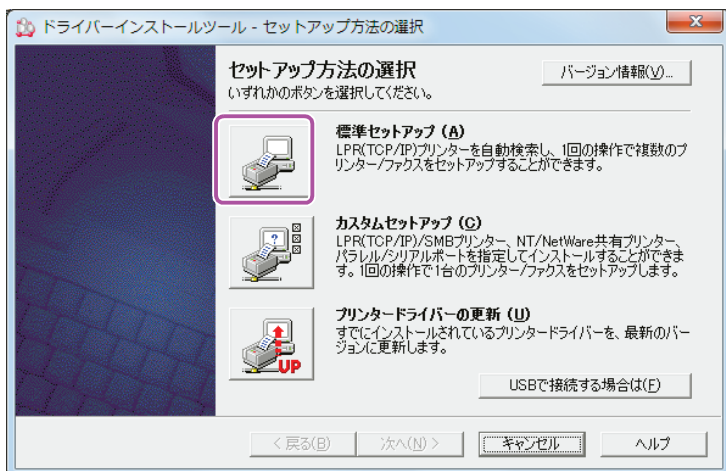 ドライバーインストールツール - セットアップ方法の選択
セットアップ方法の選択
バージョン情報(V)...
いずれかのボタンを選択してください。
標準セットアップ (A)
LPR(TCP/IP)プリンターを自動検索し、1回の操作で複数のプ
リンター/ファクスをセットアップすることができます。
カスタムセットアップ (C)
LPR(TCP/IP)/SMBプリンター、NT/NetWare共有プリンター、
パラレル/シリアルポートを指定してインストールすることができま
す。1回の操作で1台のプリンター/ファクスをセットアップします。
プリンタードライバーの更新 (U)
すでにインストールされているプリンタードライバーを、最新のバー
ジョンに更新します。
UP
USBで接続する場合は(F)
< 戻る(B)
次へ(N) >
キャンセル
ヘルプ